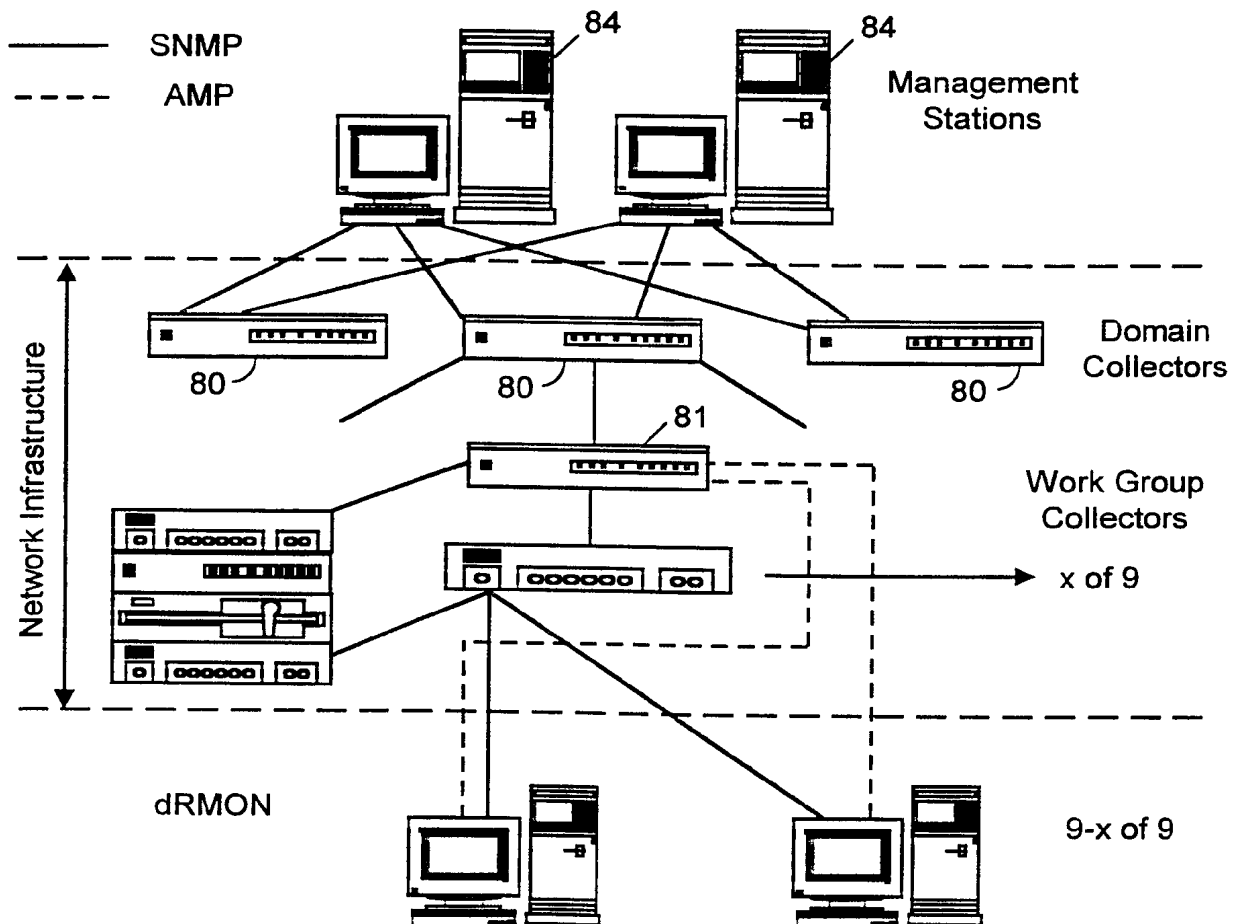 SNMP
AMP
84
84
Management
Stations
Network Infrastructure
80
80
80
Domain
Collectors
81
Work Group
Collectors
x of 9
dRMON
9-x of 9